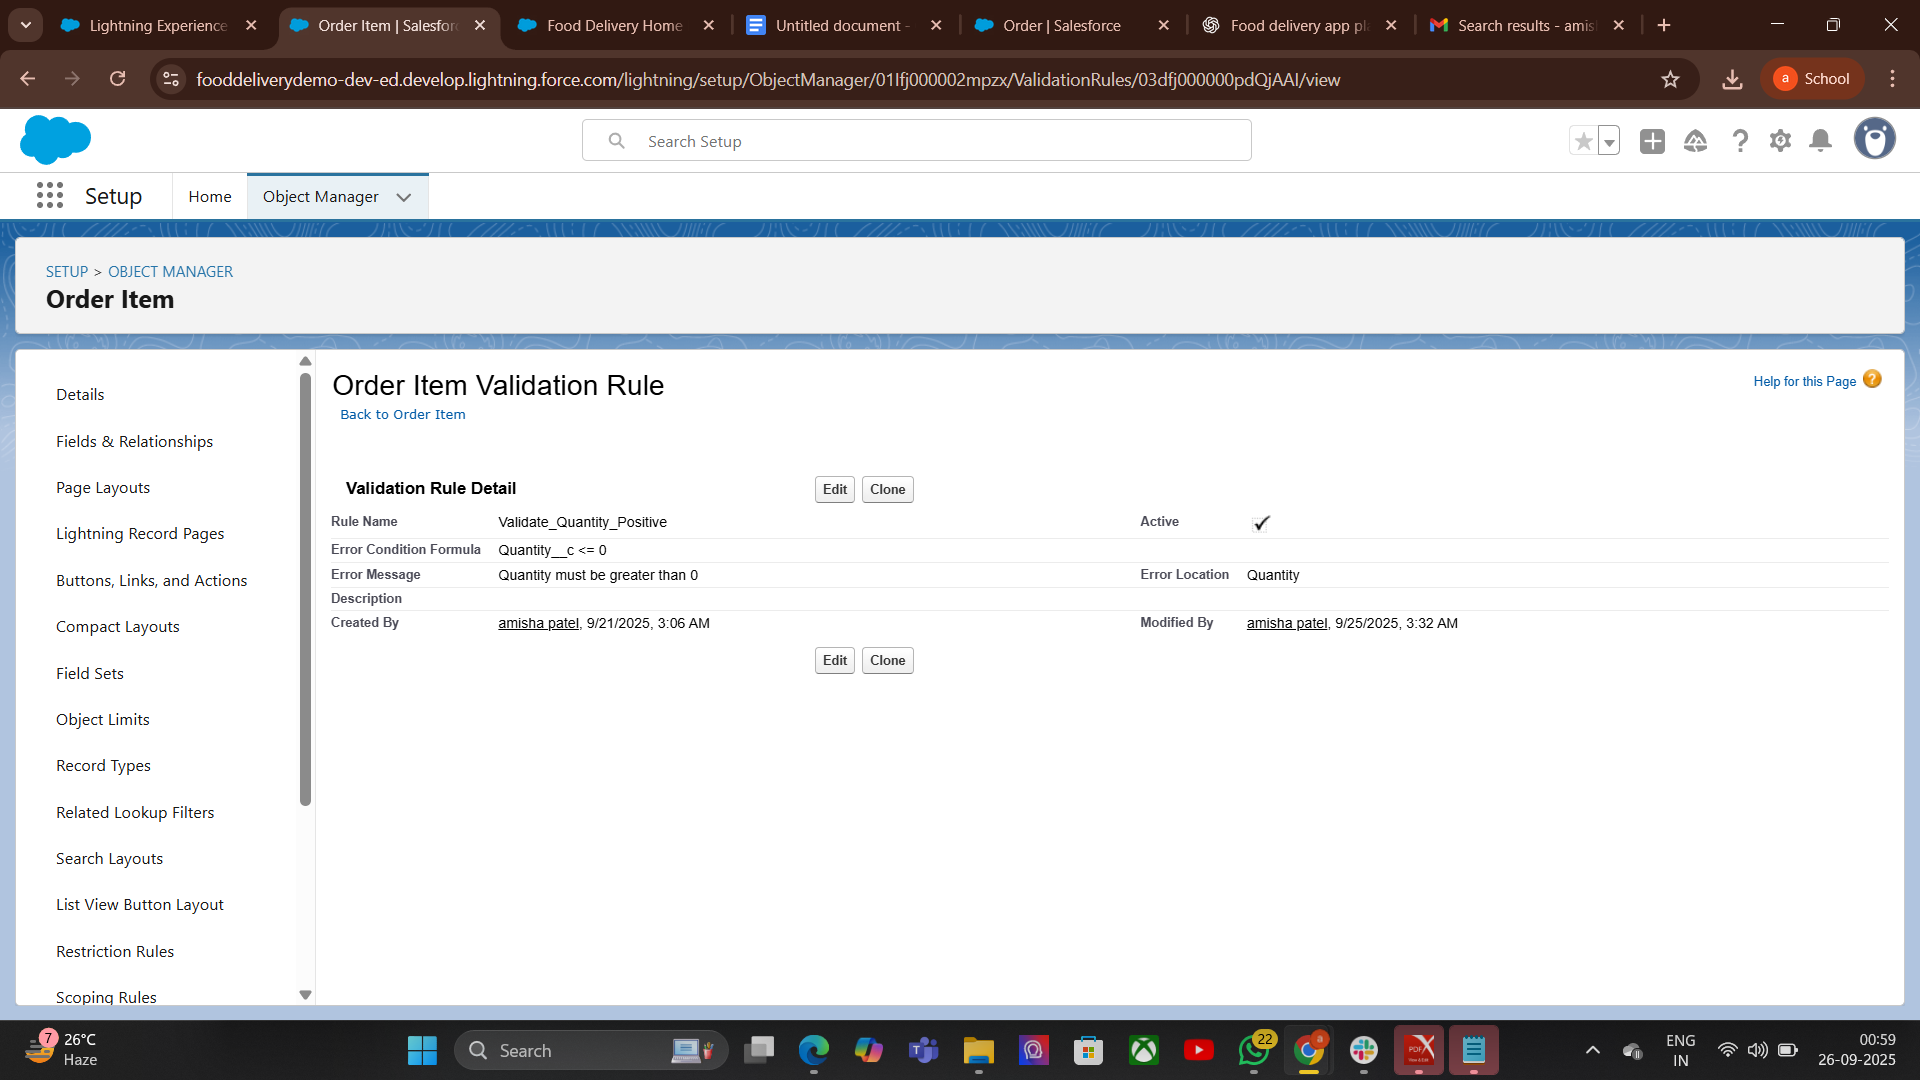 Lightning Experience
Order Item | Salesfor
Food Delivery Home
Untitled document -
Order | Salesforce
Food delivery app pl
Search results - amis
fooddeliverydemo-dev-ed.develop.lightning.force.com/lightning/setup/ObjectManager/01Ifj000002mpzx/ValidationRules/03dfj000000pdQjAAI/view
a School
Search Setup
Setup
Home
Object Manager
SETUP > OBJECT MANAGER
Order Item
Details
Fields & Relationships
Page Layouts
Lightning Record Pages
Buttons, Links, and Actions
Compact Layouts
Field Sets
Object Limits
Record Types
Related Lookup Filters
Search Layouts
List View Button Layout
Restriction Rules
Scoping Rules
Order Item Validation Rule
Help for this Page ?
Back to Order Item
Validation Rule Detail
Edit Clone
Rule Name Validate_Quantity_Positive Active
Error Condition Formula Quantity__c <= 0
Error Message Quantity must be greater than 0 Error Location Quantity
Description
Created By amisha patel, 9/21/2025, 3:06 AM Modified By amisha patel, 9/25/2025, 3:32 AM
Edit Clone
7
26°C
Haze
Search
22
a
PDF
ENG
IN
00:59
26-09-2025